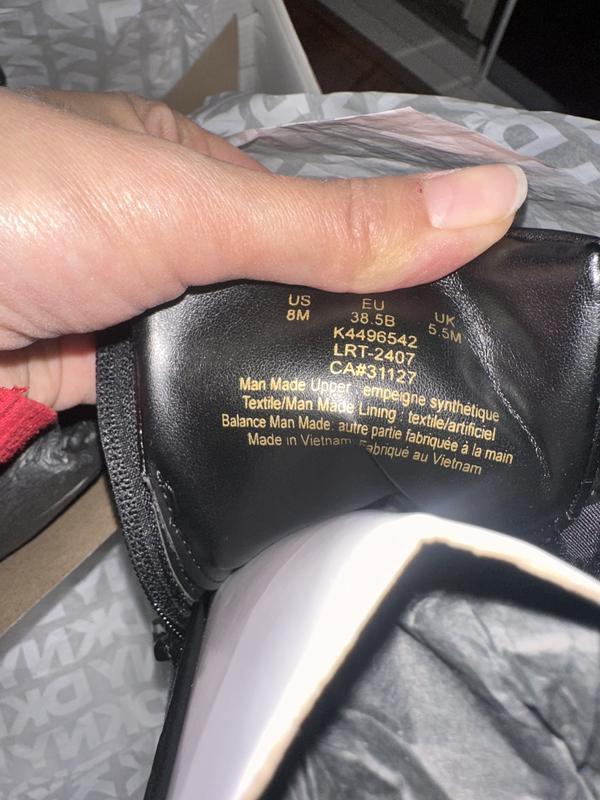 US EU UK
8M 38.5B 5.5M
K4496542
LRT-2407
CA#31127
Man Made Upper : empeigne synthétique
Textile/Man Made Lining : textile/artificiel
Balance Man Made: autre partie fabriquée à la main
Made in Vietnam Fabriqué au Vietnam
DKNY